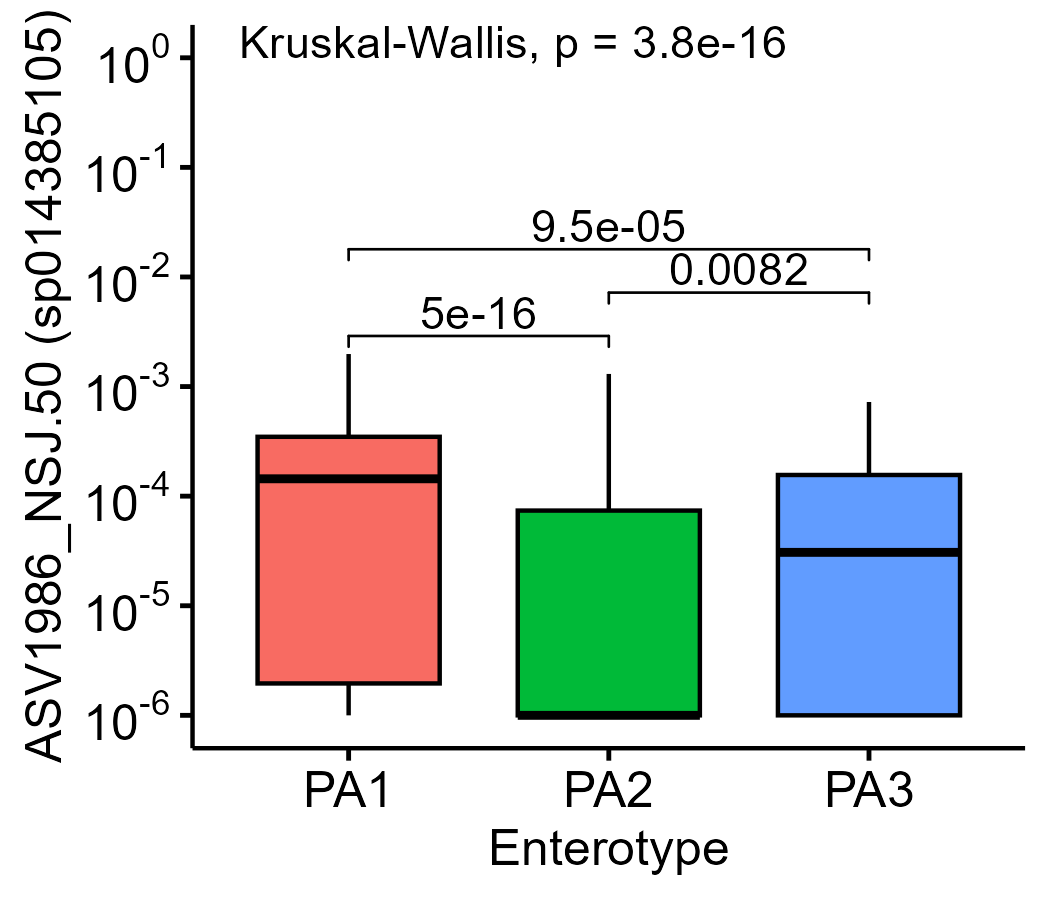 Kruskal-Wallis, p = 3.8e-16
ASV1986_NSJ.50 (sp014385105)
10^0
10^-1
10^-2
10^-3
10^-4
10^-5
10^-6
9.5e-05
0.0082
5e-16
PA1 PA2 PA3
Enterotype